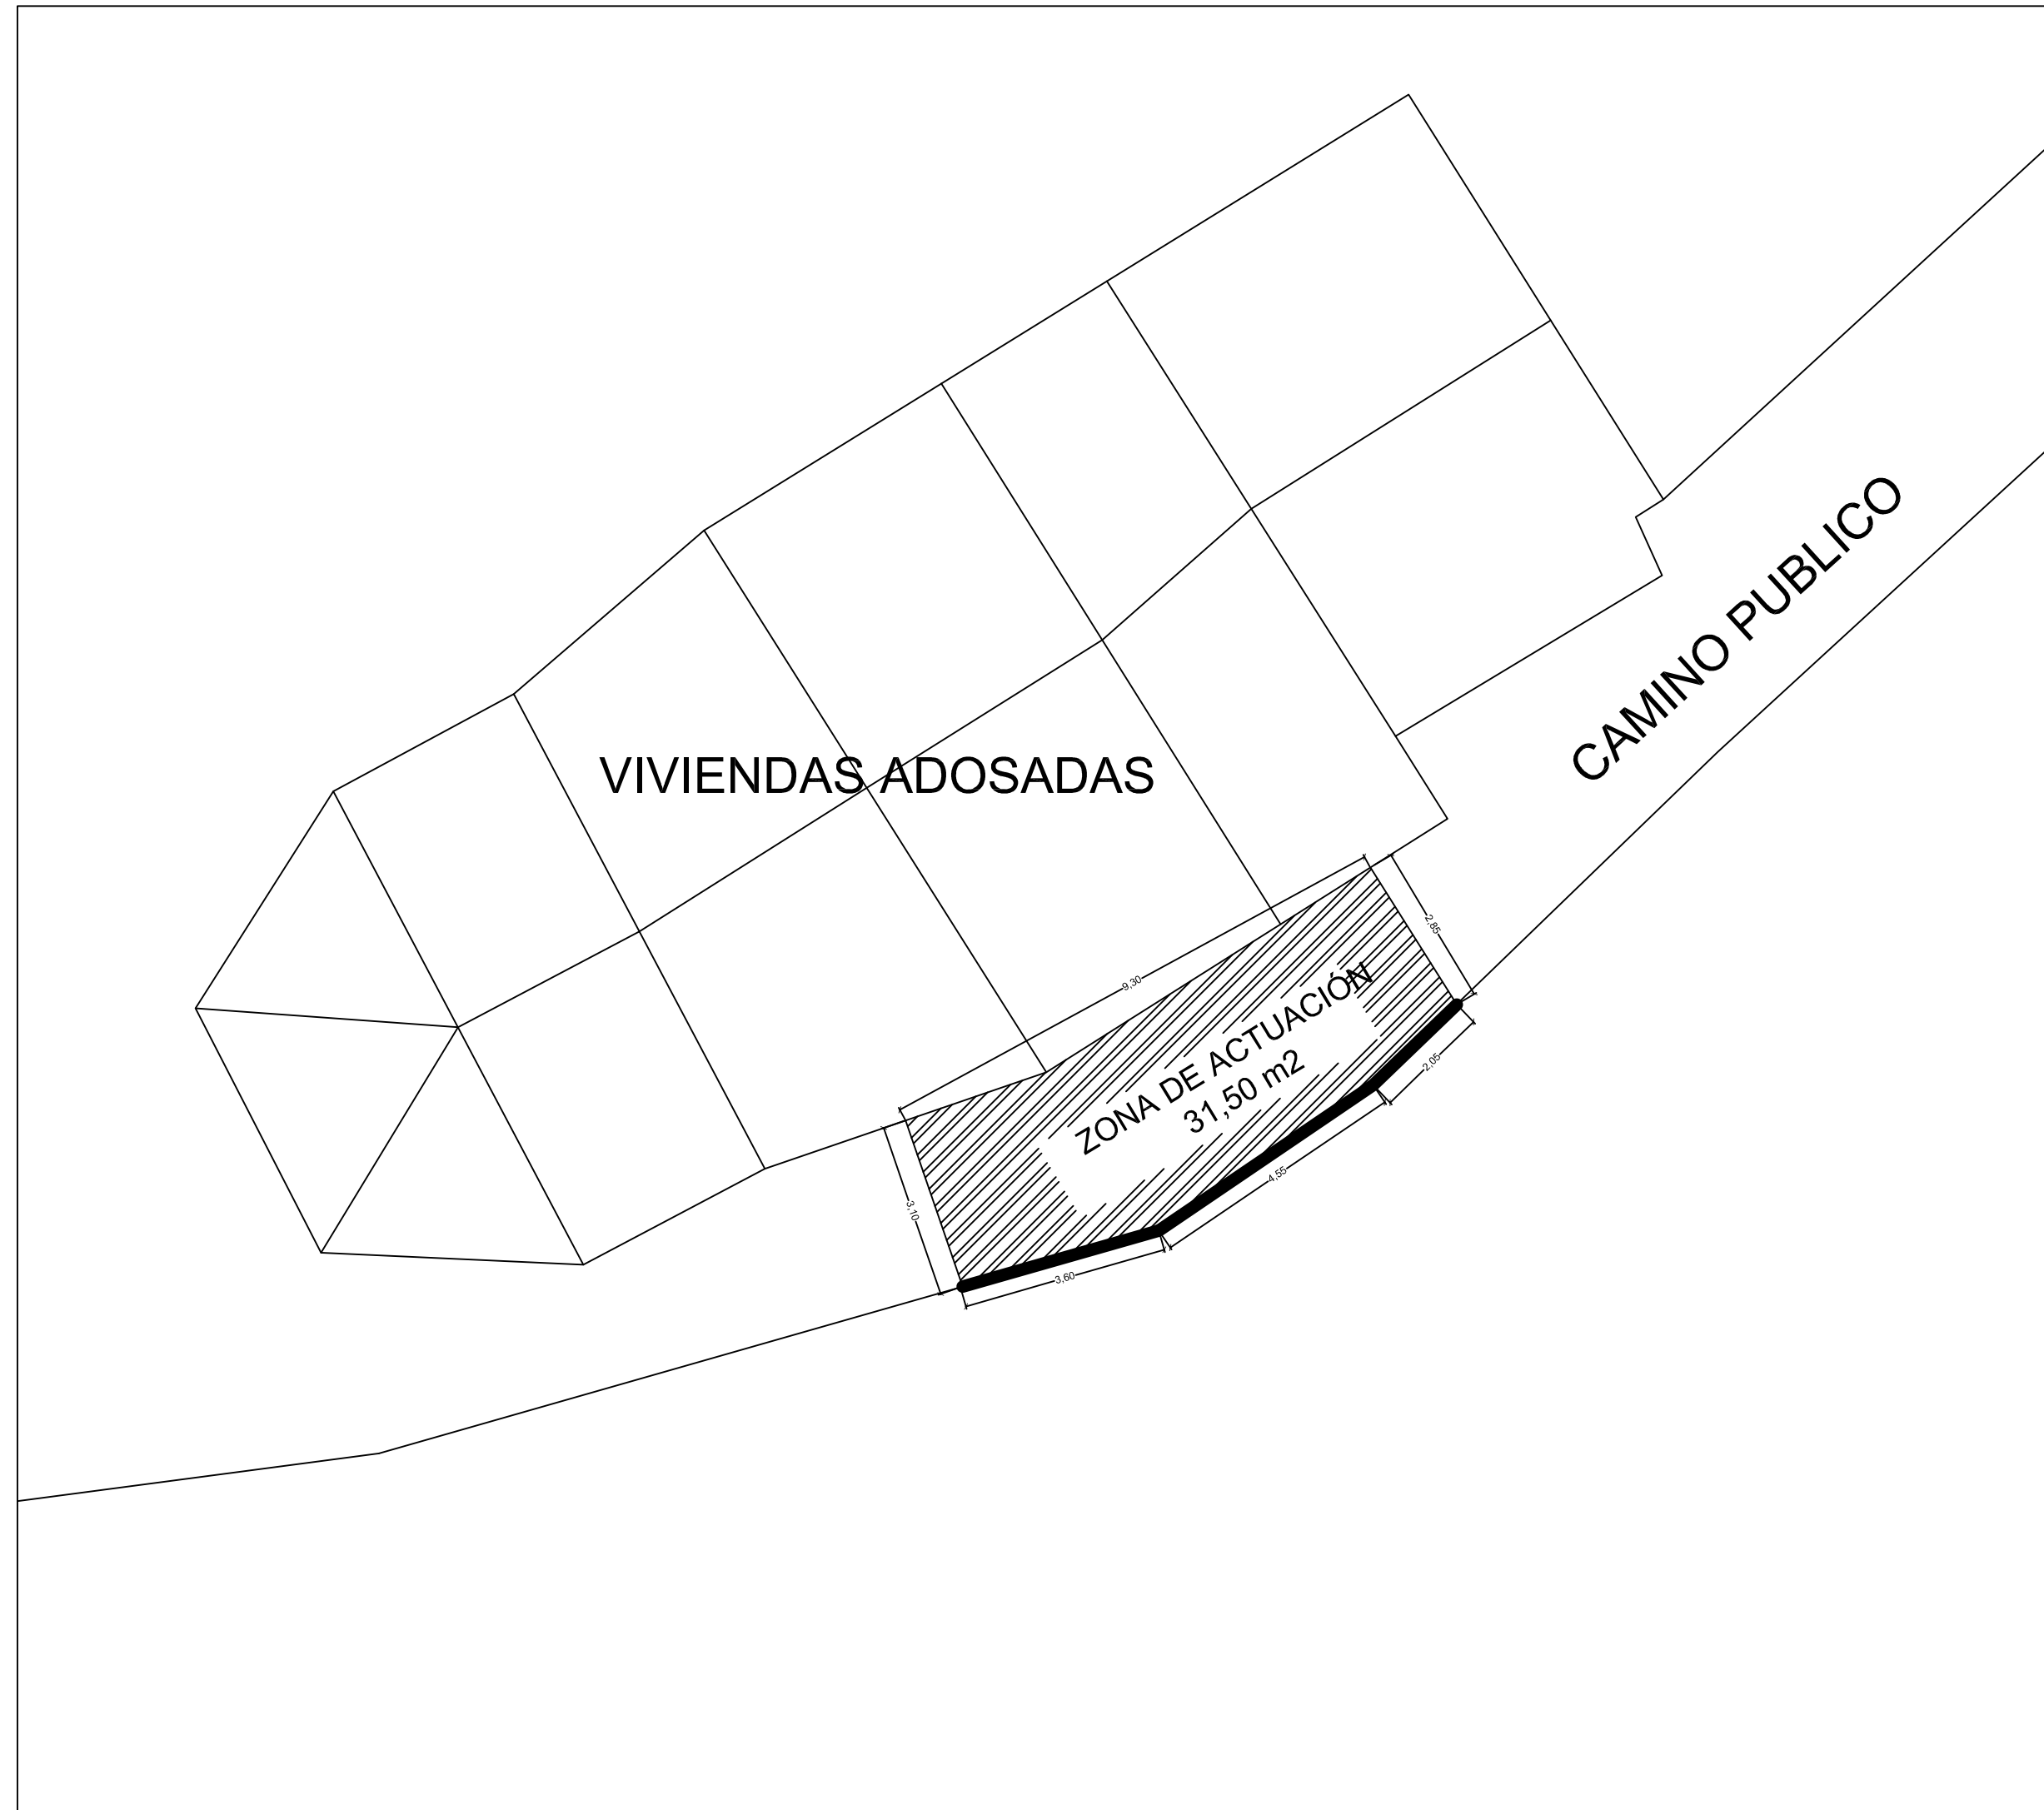 CAMINO PUBLICO
VIVIENDAS ADOSADAS
2,85
9,30
ZONA DE ACTUACIÓN
31,50 m2
2,05
4,55
3,10
3,60